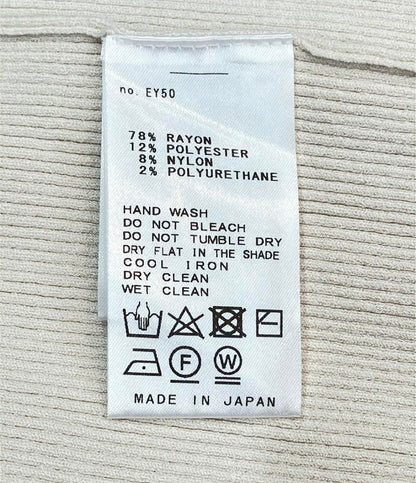 no. EY50
78% RAYON
12% POLYESTER
8% NYLON
2% POLYURETHANE
HAND WASH
DO NOT BLEACH
DO NOT TUMBLE DRY
DRY FLAT IN THE SHADE
COOL IRON
DRY CLEAN
WET CLEAN
F W
MADE IN JAPAN